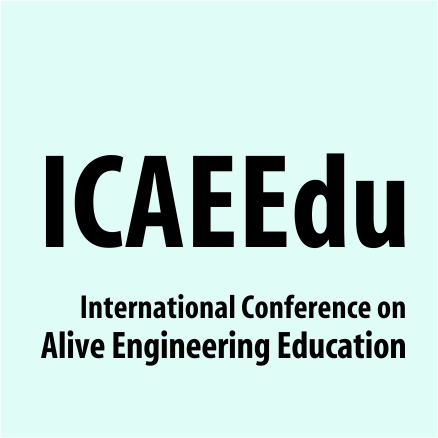 ICAEEdu
International Conference on
Alive Engineering Education